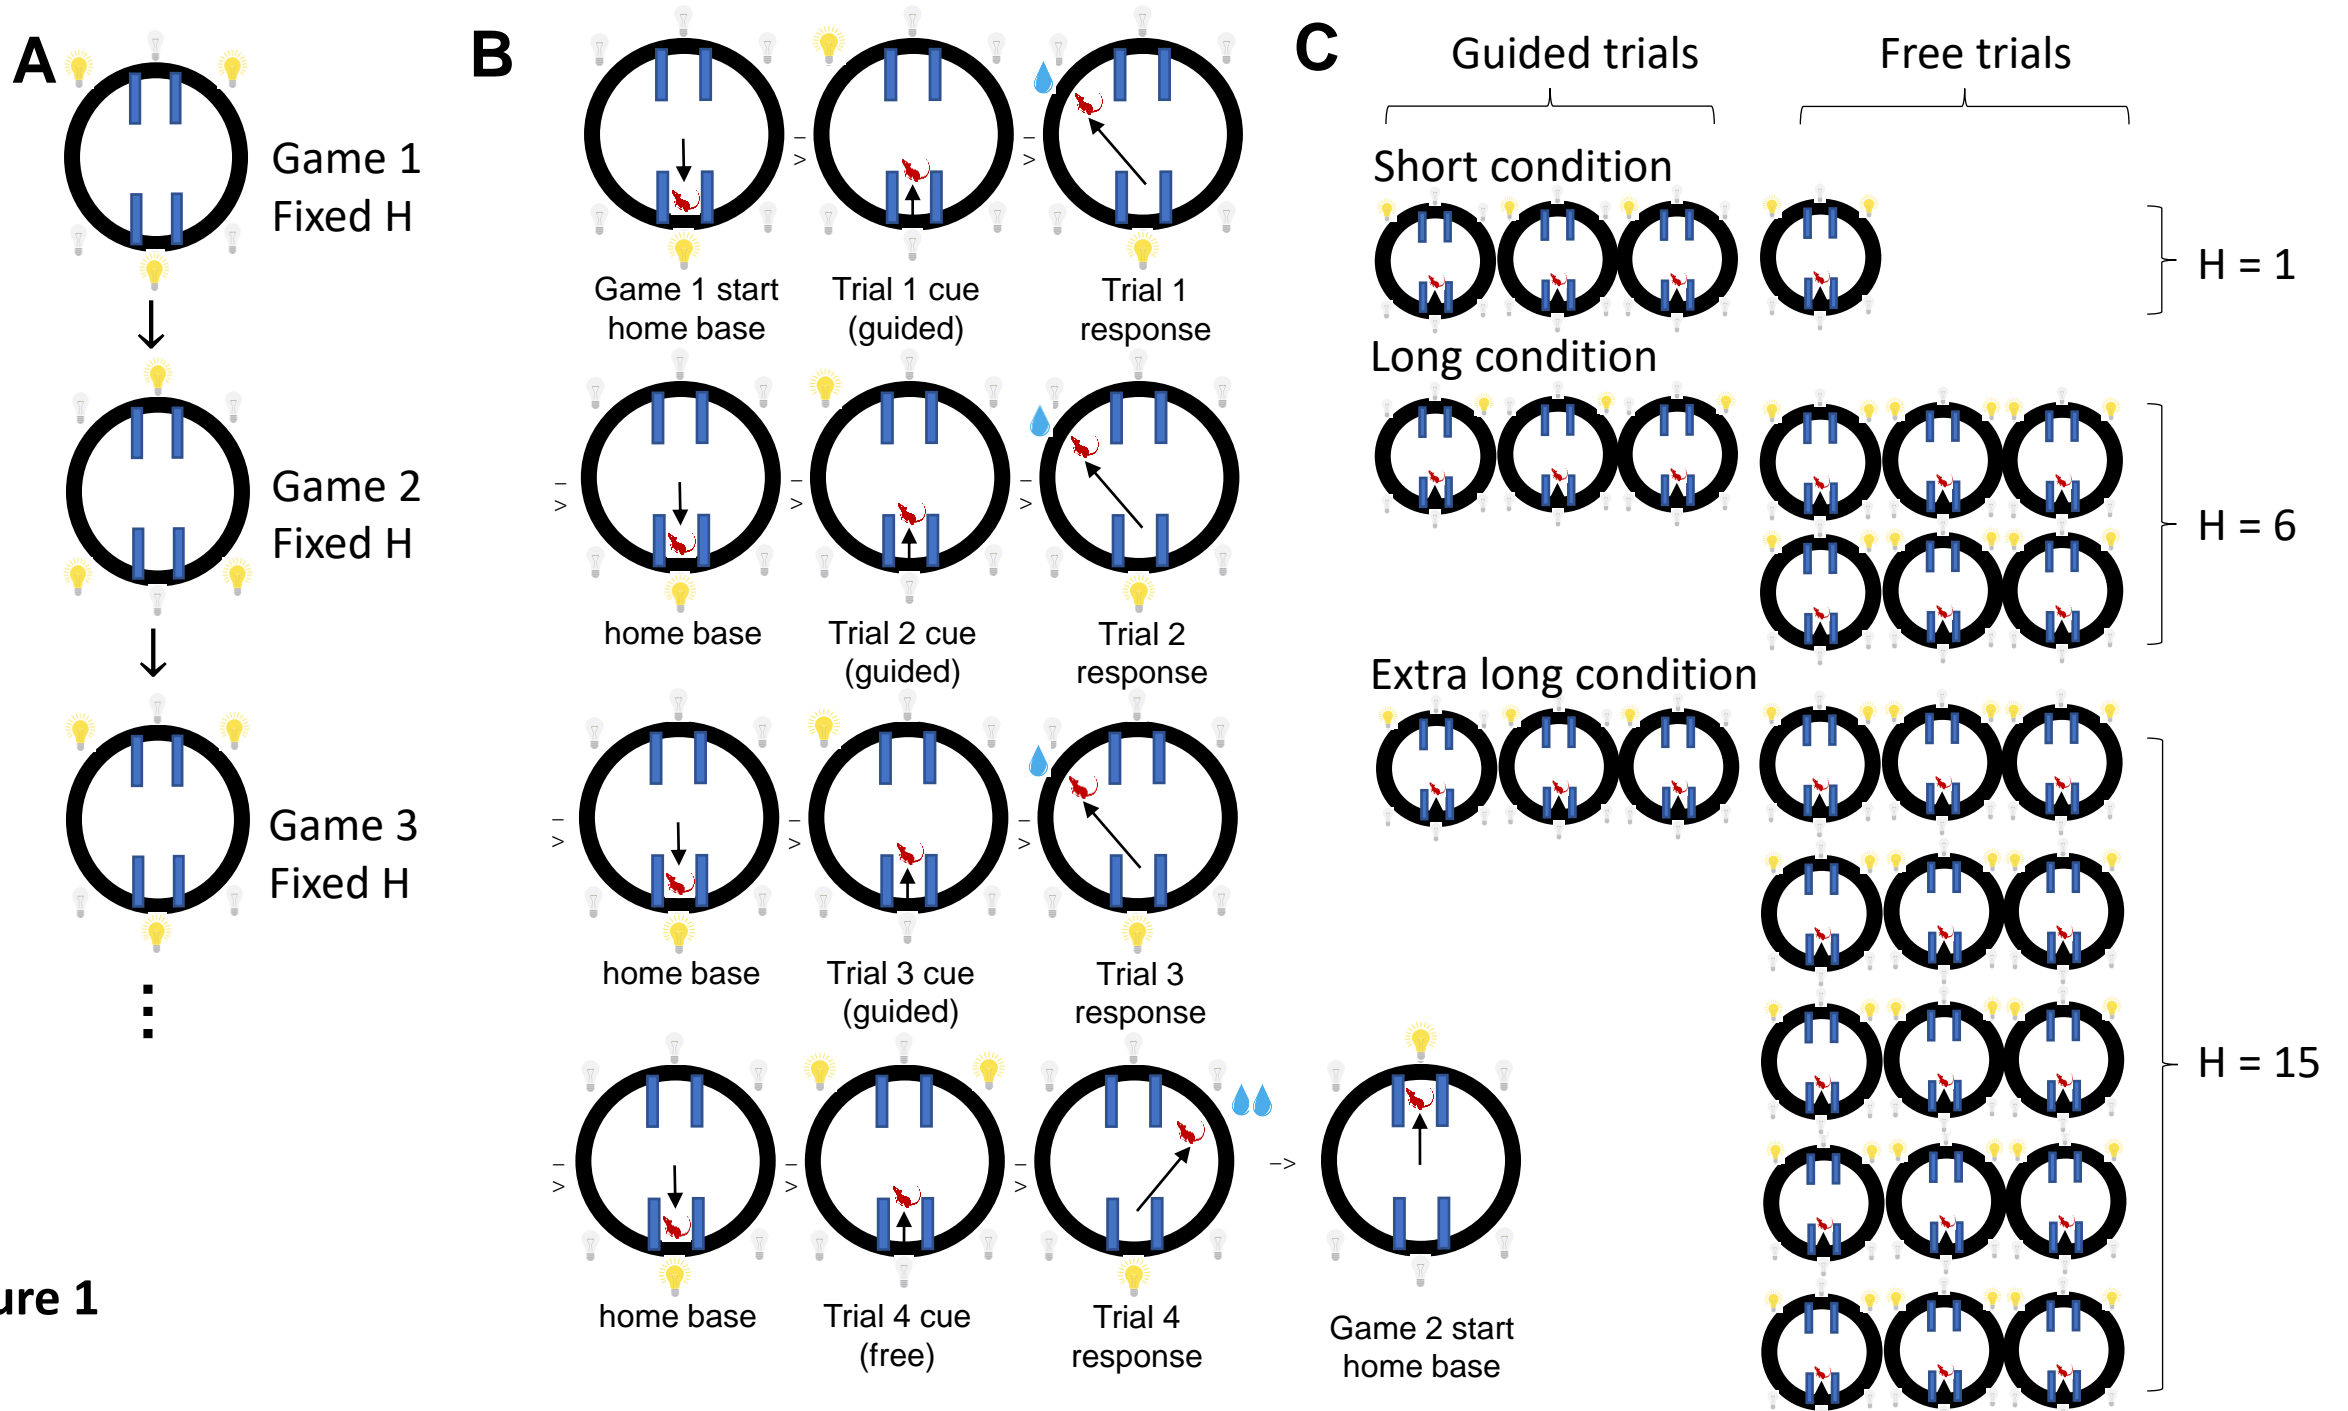 A
Game 1
Fixed H
Game 2
Fixed H
Game 3
Fixed H
⋮
ure 1
B
Game 1 start
home base
->
Trial 1 cue
(guided)
->
Trial 1
response
->
home base
->
Trial 2 cue
(guided)
->
Trial 2
response
->
home base
->
Trial 3 cue
(guided)
->
Trial 3
response
->
home base
->
Trial 4 cue
(free)
->
Trial 4
response
->
Game 2 start
home base
C
Guided trials
Free trials
Short condition
H = 1
Long condition
H = 6
Extra long condition
H = 15